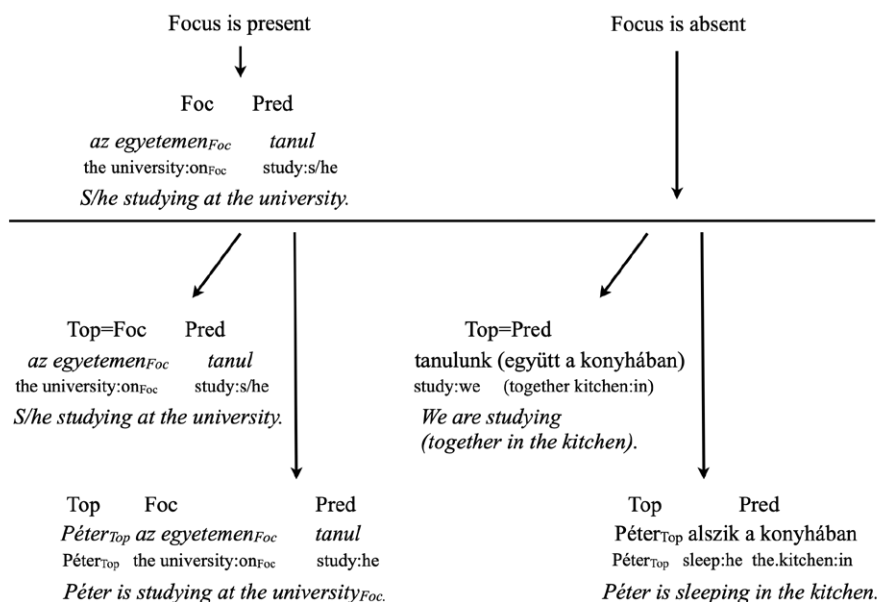 Focus is present Focus is absent
Foc Pred
az egyetemenFoc tanul
the university:onFoc study:s/he
S/he studying at the university.
Top=Foc Pred Top=Pred
az egyetemenFoc tanul tanulunk (együtt a konyhában)
the university:onFoc study:s/he study:we (together kitchen:in)
S/he studying at the university. We are studying
(together in the kitchen).
Top Foc Pred Top Pred
PéterTop az egyetemenFoc tanul PéterTop alszik a konyhában
PéterTop the university:onFoc study:he PéterTop sleep:he the.kitchen:in
Péter is studying at the universityFoc. Péter is sleeping in the kitchen.